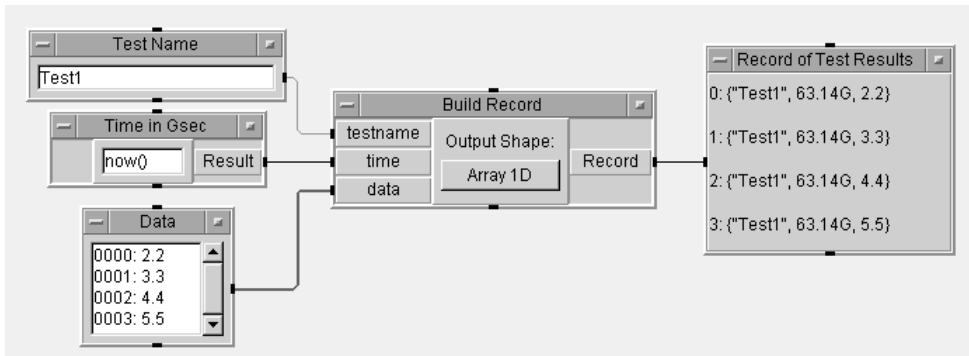 Test Name
Test1
Time in Gsec
now()
Result
Data
0000: 2.2
0001: 3.3
0002: 4.4
0003: 5.5
Build Record
testname
time
data
Output Shape:
Array 1D
Record
Record of Test Results
0: {"Test1", 63.14G, 2.2}
1: {"Test1", 63.14G, 3.3}
2: {"Test1", 63.14G, 4.4}
3: {"Test1", 63.14G, 5.5}